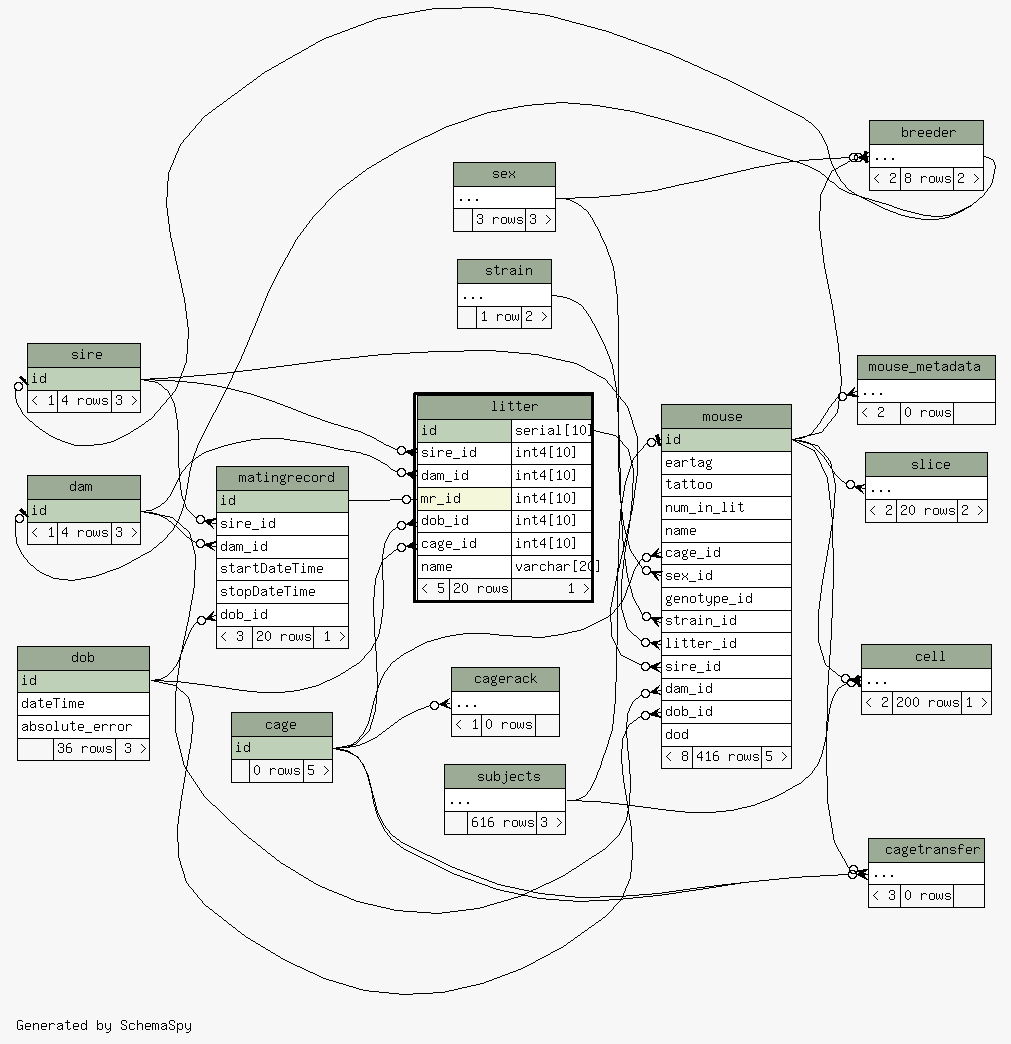 breeder
...
< 2 8 rows 2 >
sex
...
3 rows 3 >
strain
...
1 row 2 >
sire
id
< 1 4 rows 3 >
mouse_metadata
...
< 2 0 rows
litter
id serial[10]
sire_id int4[10]
dam_id int4[10]
mr_id int4[10]
dob_id int4[10]
cage_id int4[10]
name varchar[20]
< 5 20 rows 1 >
mouse
id
eartag
tattoo
num_in_lit
name
cage_id
sex_id
genotype_id
strain_id
litter_id
sire_id
dam_id
dob_id
dod
< 8 416 rows 5 >
slice
...
< 2 20 rows 2 >
dam
id
< 1 4 rows 3 >
matingrecord
id
sire_id
dam_id
startDateTime
stopDateTime
dob_id
< 3 20 rows 1 >
dob
id
dateTime
absolute_error
36 rows 3 >
cell
...
< 2 200 rows 1 >
cagerack
...
< 1 0 rows
cage
id
0 rows 5 >
subjects
...
616 rows 3 >
cagetransfer
...
< 3 0 rows
Generated by SchemaSpy